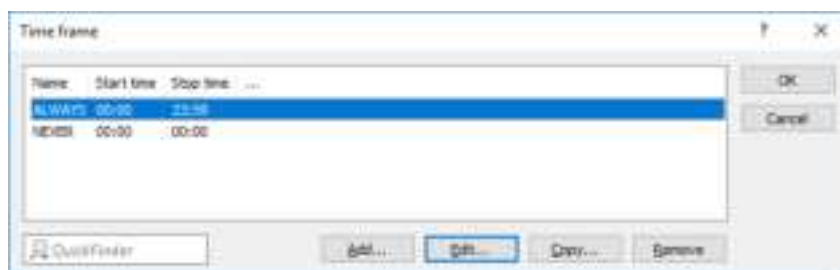 Time frame ? ✕
Name Start time Stop time ...
OK
ALWAYS 00:00 23:59
NEVER 00:00 00:00
Cancel
QuickFinder Add... Edit... Copy... Remove